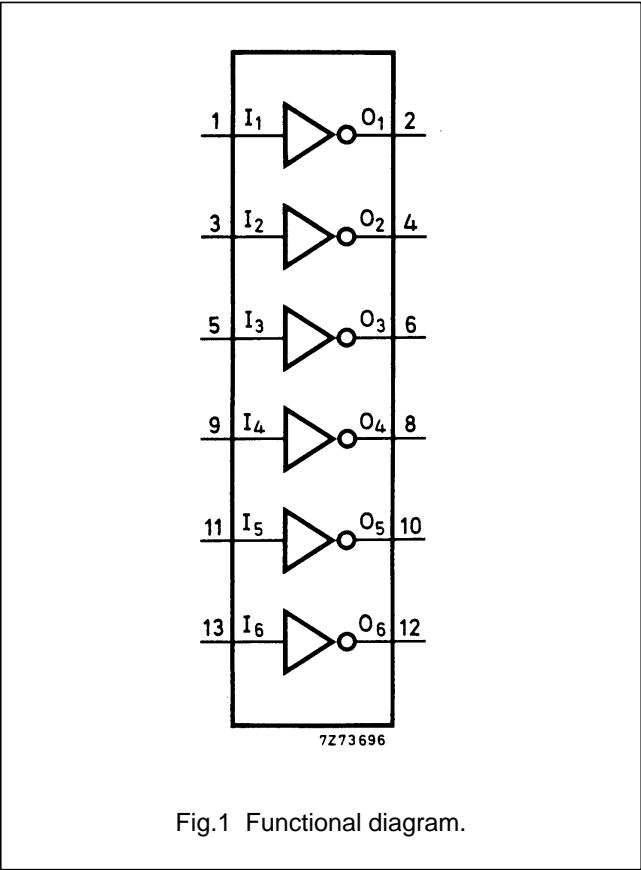 1 I1 O1 2
3 I2 O2 4
5 I3 O3 6
9 I4 O4 8
11 I5 O5 10
13 I6 O6 12
7Z73696
Fig.1 Functional diagram.